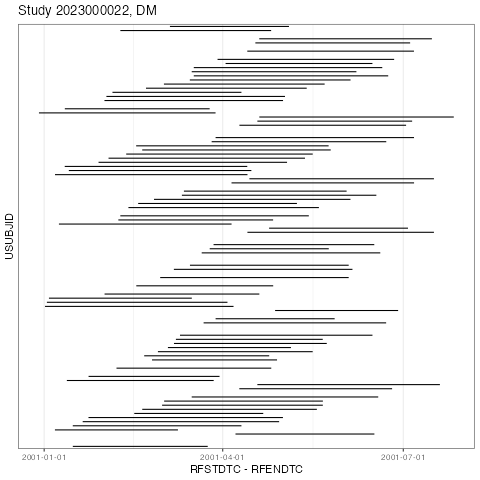 Study 2023000022, DM
USUBJID
2001-01-01
2001-04-01
2001-07-01
RFSTDTC - RFENDTC